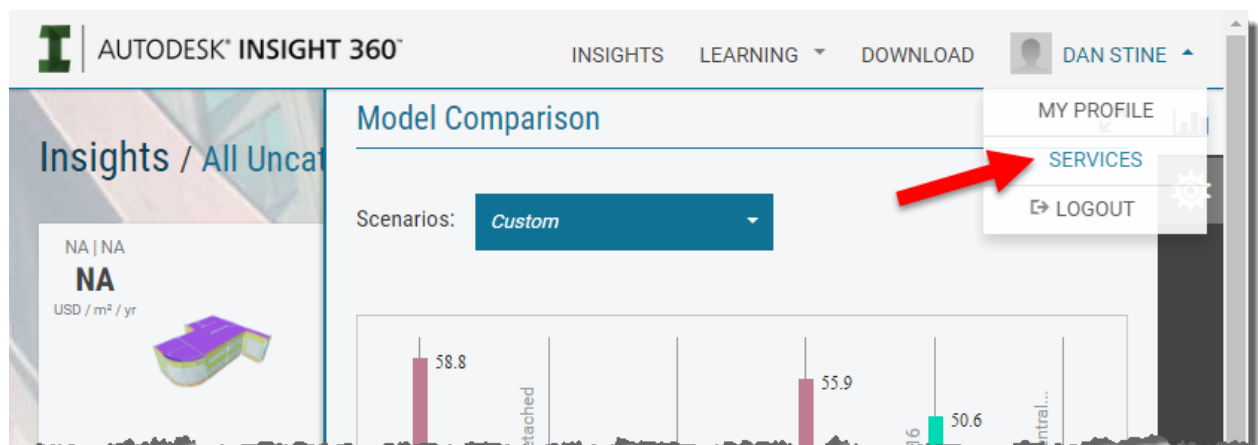 AUTODESK® INSIGHT 360™
INSIGHTS LEARNING DOWNLOAD DAN STINE
MY PROFILE
SERVICES
LOGOUT
Insights / All Uncat
Model Comparison
Scenarios: Custom
NA | NA
NA
USD / m² / yr
58.8
etached
55.9
50.6
entral...